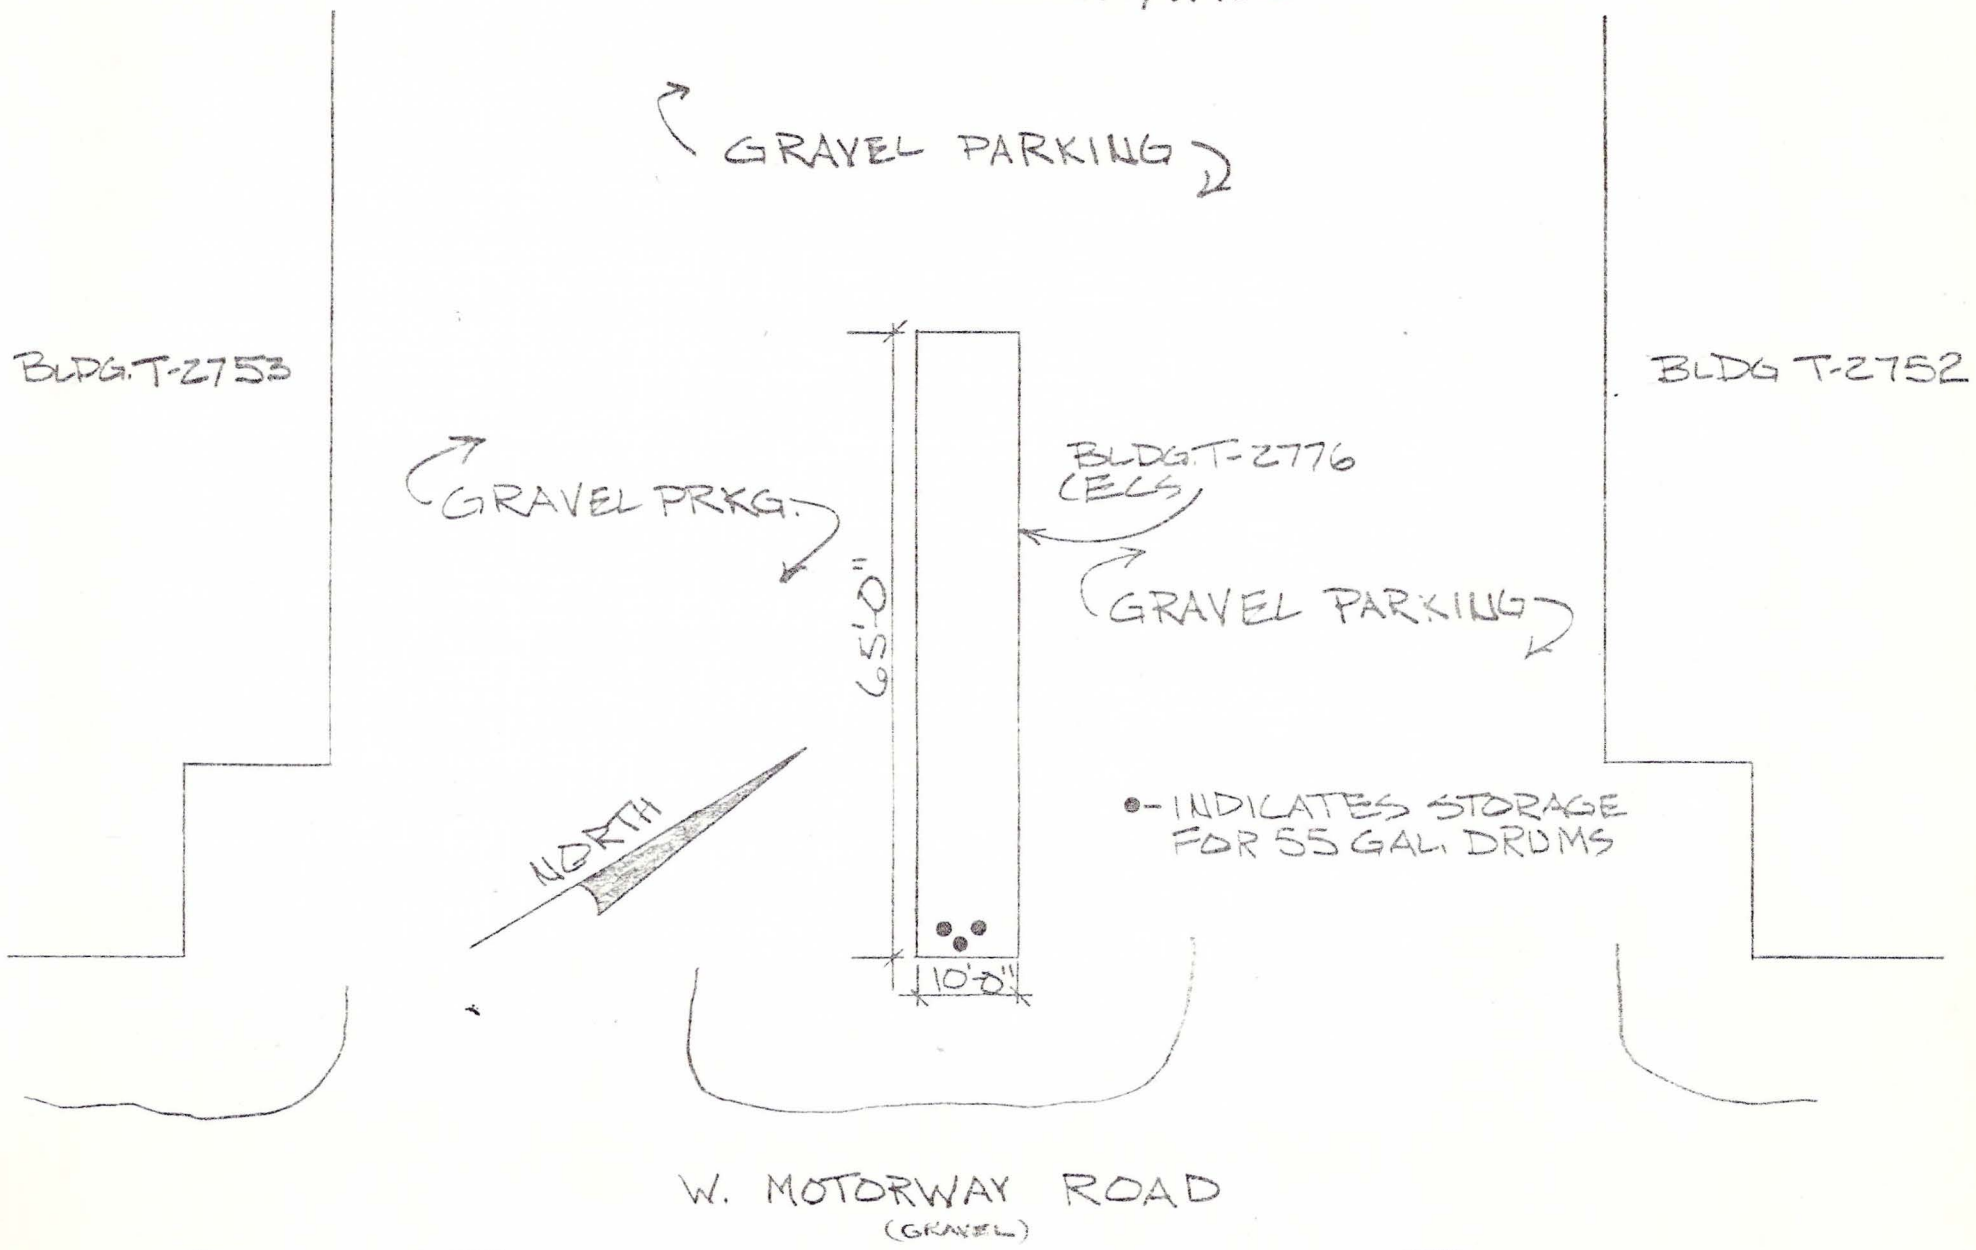 GRAVEL PARKING
BLDG.T-2753
BLDG T-2752
BLDG.T-2776
(ECS)
GRAVEL PRKG.
GRAVEL PARKING
65'-0"
NORTH
●-INDICATES STORAGE
FOR 55 GAL. DRUMS
10'-0"
W. MOTORWAY ROAD
(GRAVEL)